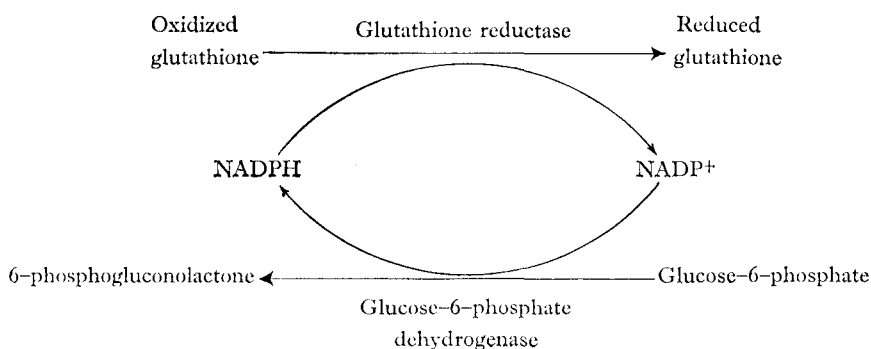 Oxidized
glutathione
Glutathione reductase
Reduced
glutathione
NADPH
NADP+
6-phosphogluconolactone
Glucose-6-phosphate
Glucose-6-phosphate
dehydrogenase